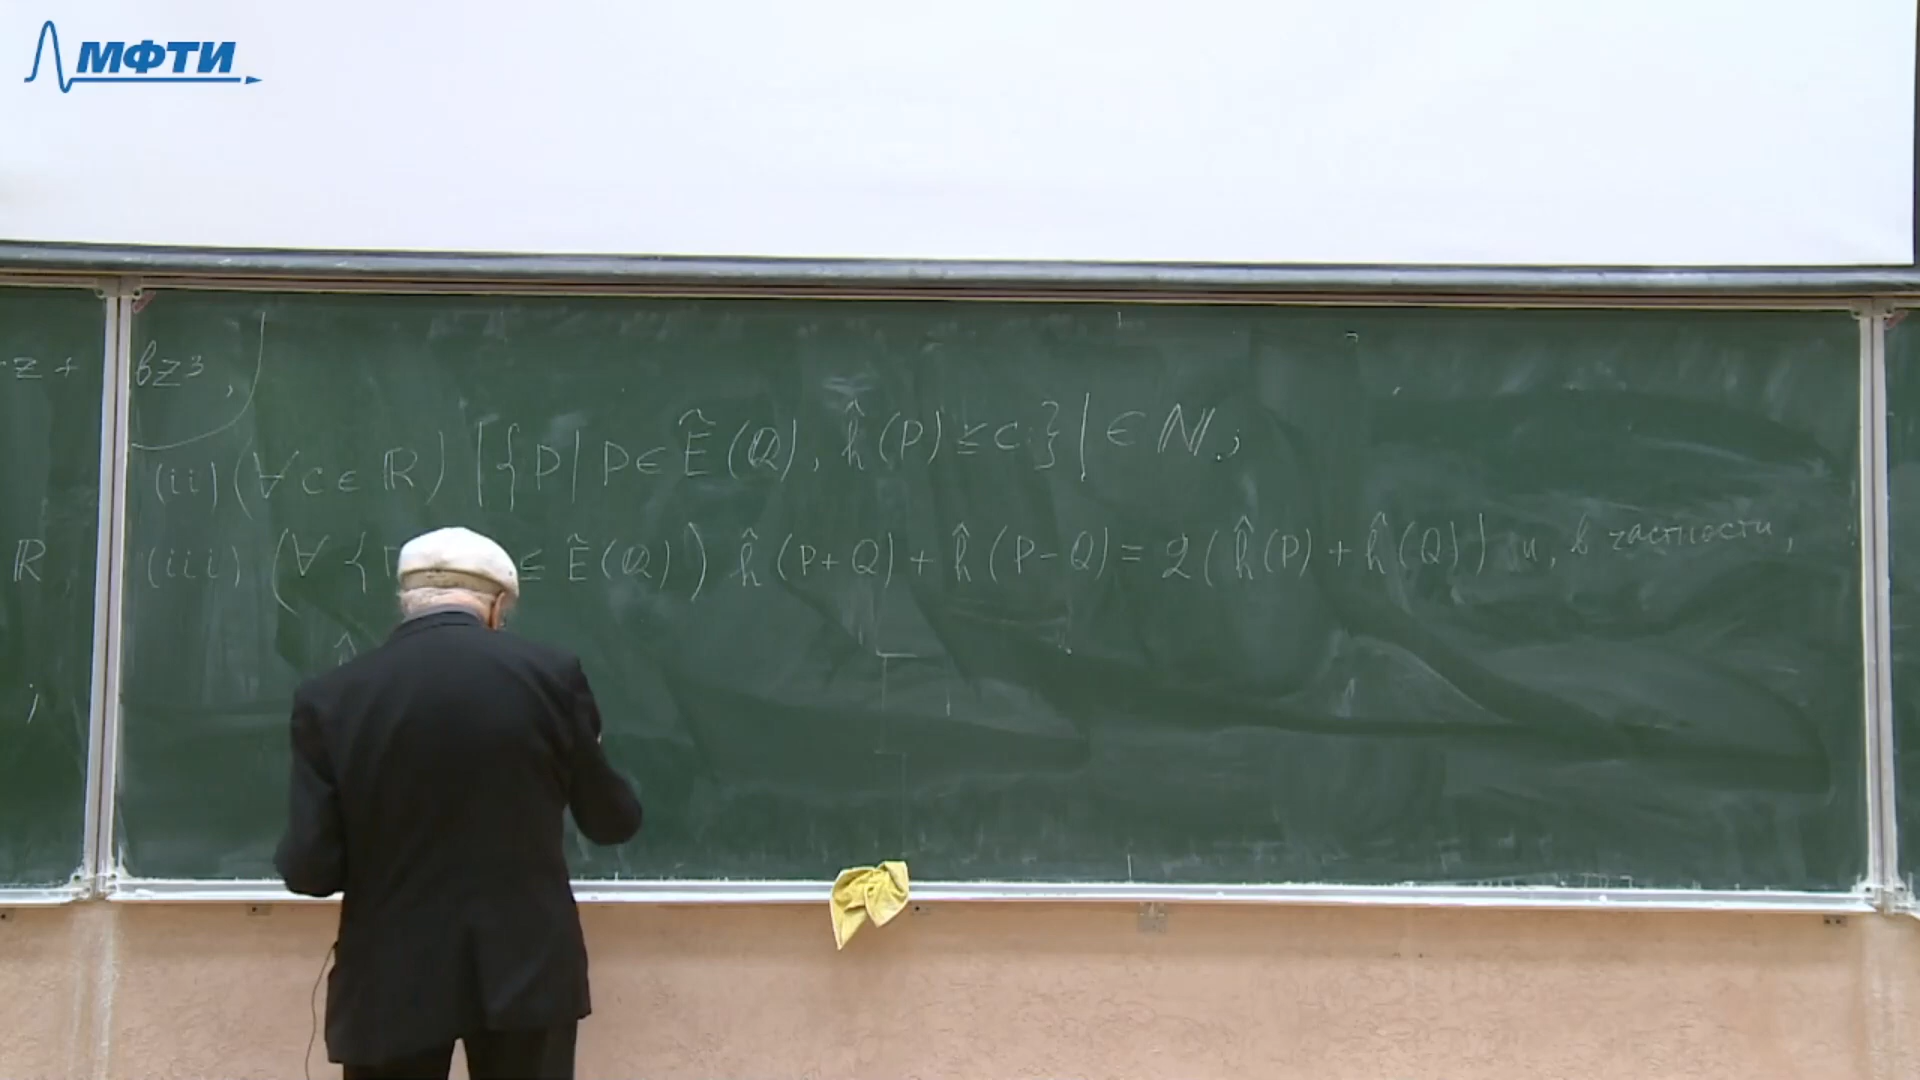 МФТИ
-z + bz³,
(ii) (∀ c ∈ ℝ) |{P | P ∈ Ẽ(ℚ), ĥ(P) ≤ c}| ∈ ℕ;
ℝ (iii) (∀ { ⊆ Ẽ(ℚ)) ĥ(P+Q) + ĥ(P-Q) = 2(ĥ(P) + ĥ(Q)) и, в частности,